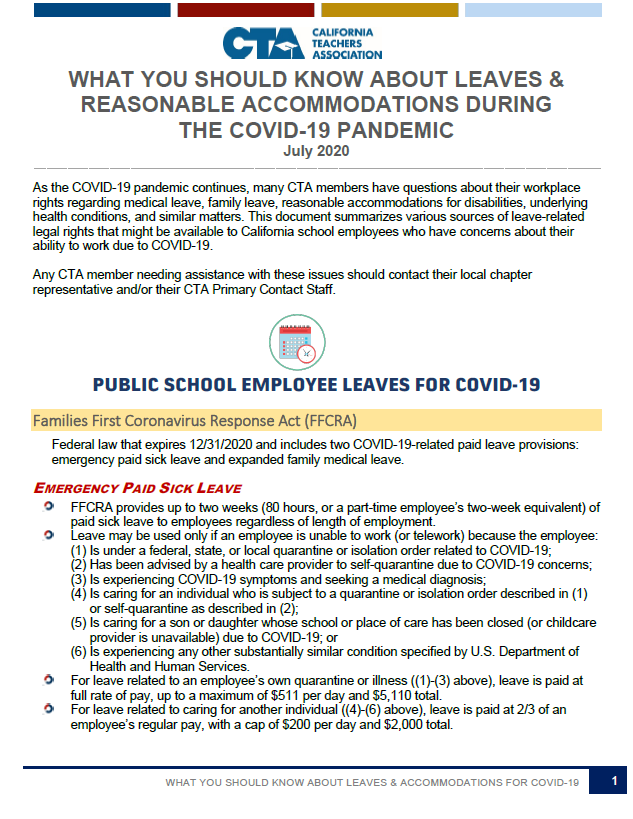 CTA CALIFORNIA
TEACHERS
ASSOCIATION
WHAT YOU SHOULD KNOW ABOUT LEAVES &
REASONABLE ACCOMMODATIONS DURING
THE COVID-19 PANDEMIC
July 2020
As the COVID-19 pandemic continues, many CTA members have questions about their workplace
rights regarding medical leave, family leave, reasonable accommodations for disabilities, underlying
health conditions, and similar matters. This document summarizes various sources of leave-related
legal rights that might be available to California school employees who have concerns about their
ability to work due to COVID-19.
Any CTA member needing assistance with these issues should contact their local chapter
representative and/or their CTA Primary Contact Staff.
PUBLIC SCHOOL EMPLOYEE LEAVES FOR COVID-19
Families First Coronavirus Response Act (FFCRA)
Federal law that expires 12/31/2020 and includes two COVID-19-related paid leave provisions:
emergency paid sick leave and expanded family medical leave.
EMERGENCY PAID SICK LEAVE
FFCRA provides up to two weeks (80 hours, or a part-time employee's two-week equivalent) of
paid sick leave to employees regardless of length of employment.
Leave may be used only if an employee is unable to work (or telework) because the employee:
(1) Is under a federal, state, or local quarantine or isolation order related to COVID-19;
(2) Has been advised by a health care provider to self-quarantine due to COVID-19 concerns;
(3) Is experiencing COVID-19 symptoms and seeking a medical diagnosis;
(4) Is caring for an individual who is subject to a quarantine or isolation order described in (1)
or self-quarantine as described in (2);
(5) Is caring for a son or daughter whose school or place of care has been closed (or childcare
provider is unavailable) due to COVID-19; or
(6) Is experiencing any other substantially similar condition specified by U.S. Department of
Health and Human Services.
For leave related to an employee's own quarantine or illness ((1)-(3) above), leave is paid at
full rate of pay, up to a maximum of $511 per day and $5,110 total.
For leave related to caring for another individual ((4)-(6) above), leave is paid at 2/3 of an
employee's regular pay, with a cap of $200 per day and $2,000 total.
WHAT YOU SHOULD KNOW ABOUT LEAVES & ACCOMMODATIONS FOR COVID-19 1